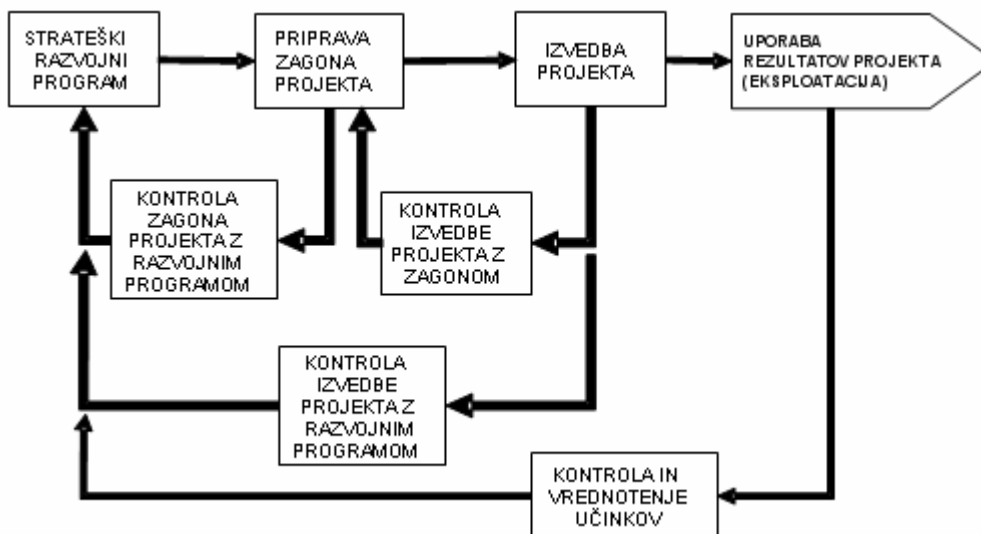 STRATEŠKI
RAZVOJNI
PROGRAM
PRIPRAVA
ZAGONA
PROJEKTA
IZVEDBA
PROJEKTA
UPORABA
REZULTATOV PROJEKTA
(EKSPLOATACIJA)
KONTROLA
ZAGONA
PROJEKTA Z
RAZVOJNIM
PROGRAMOM
KONTROLA
IZVEDBE
PROJEKTA Z
ZAGONOM
KONTROLA
IZVEDBE
PROJEKTA Z
RAZVOJNIM
PROGRAMOM
KONTROLA IN
VREDNOTENJE
UČINKOV